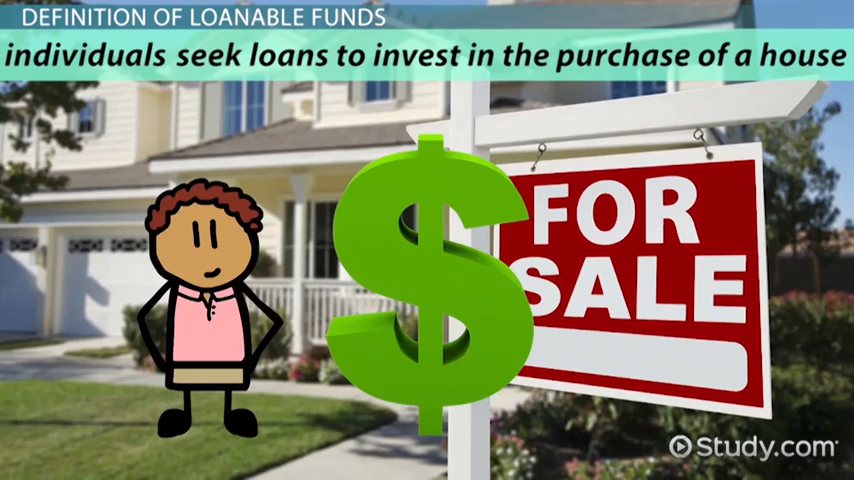 DEFINITION OF LOANABLE FUNDS
individuals seek loans to invest in the purchase of a house
FOR
SALE
Study.com